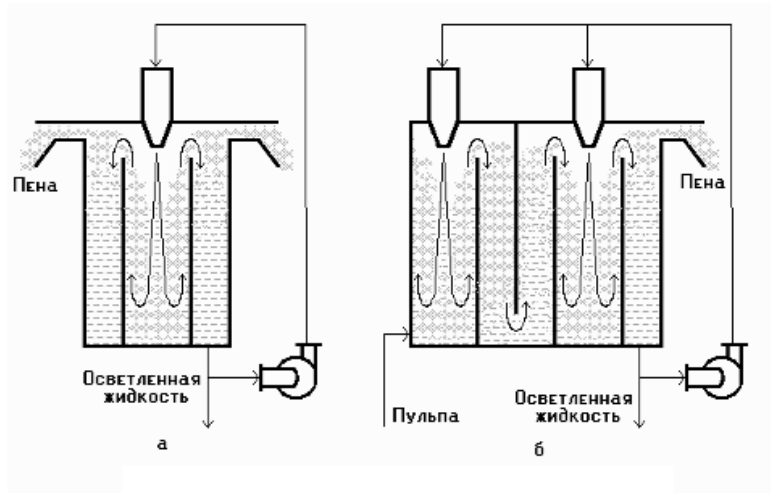 Пена
Осветленная
жидкость
а
Пена
Пульпа
Осветленная
жидкость
б